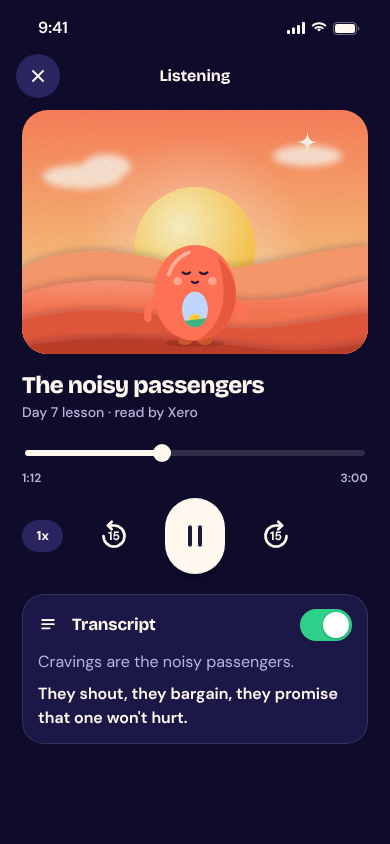 9:41
Listening
The noisy passengers
Day 7 lesson · read by Xero
1:12
3:00
1x
15
15
Transcript
Cravings are the noisy passengers.
They shout, they bargain, they promise
that one won't hurt.